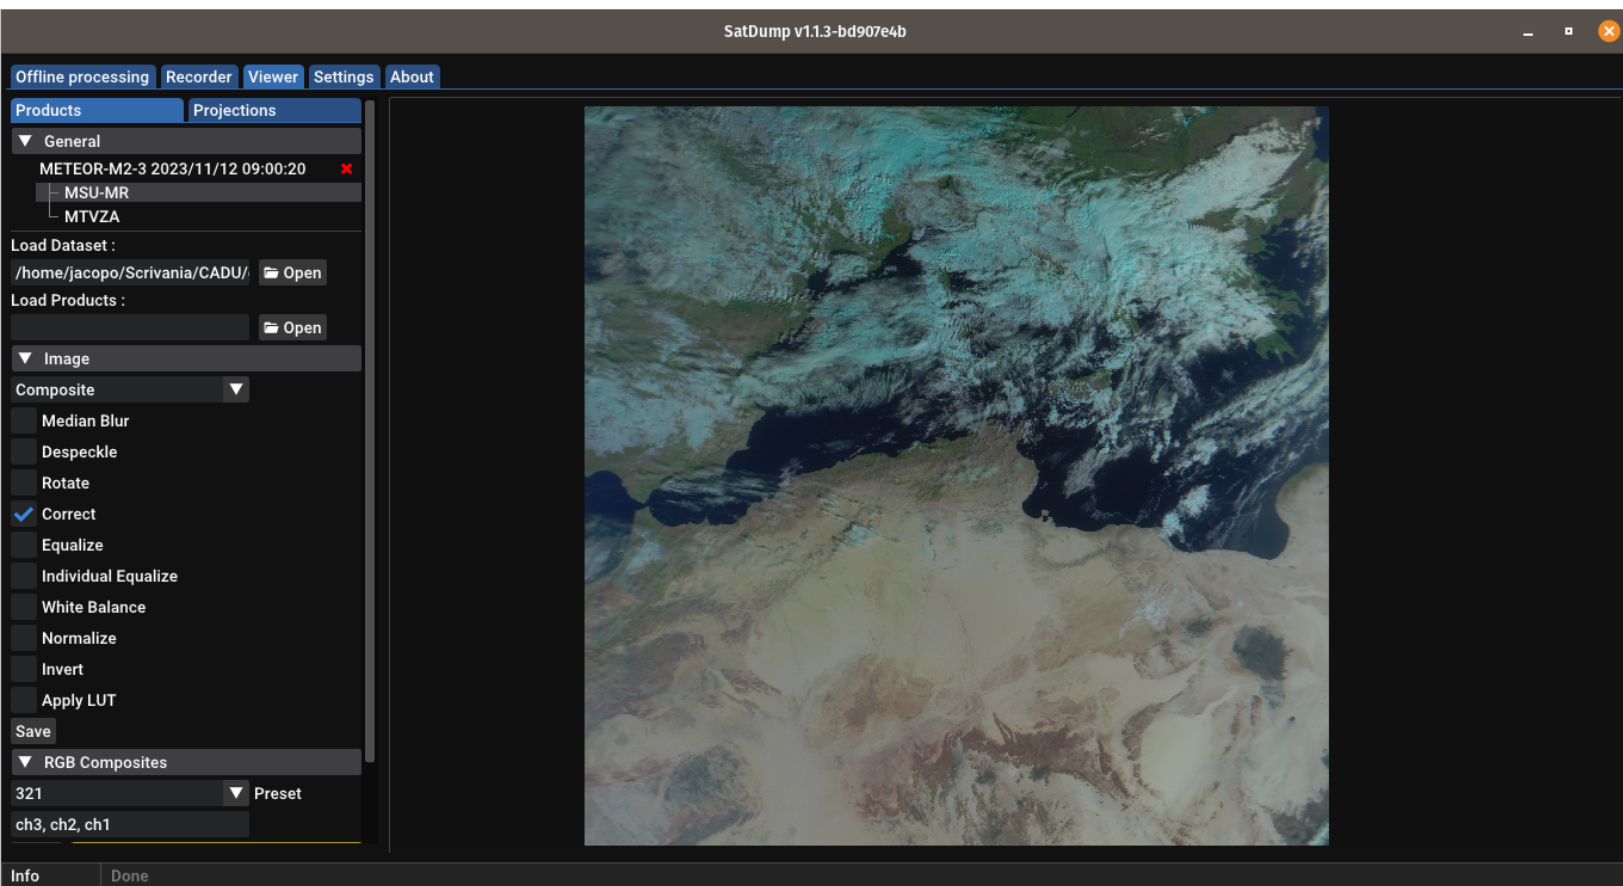 SatDump v1.1.3-bd907e4b
Offline processing Recorder Viewer Settings About
Products Projections
General
METEOR-M2-3 2023/11/12 09:00:20
MSU-MR
MTVZA
Load Dataset :
/home/jacopo/Scrivania/CADU/ Open
Load Products :
Open
Image
Composite
Median Blur
Despeckle
Rotate
Correct
Equalize
Individual Equalize
White Balance
Normalize
Invert
Apply LUT
Save
RGB Composites
321 Preset
ch3, ch2, ch1
Info Done